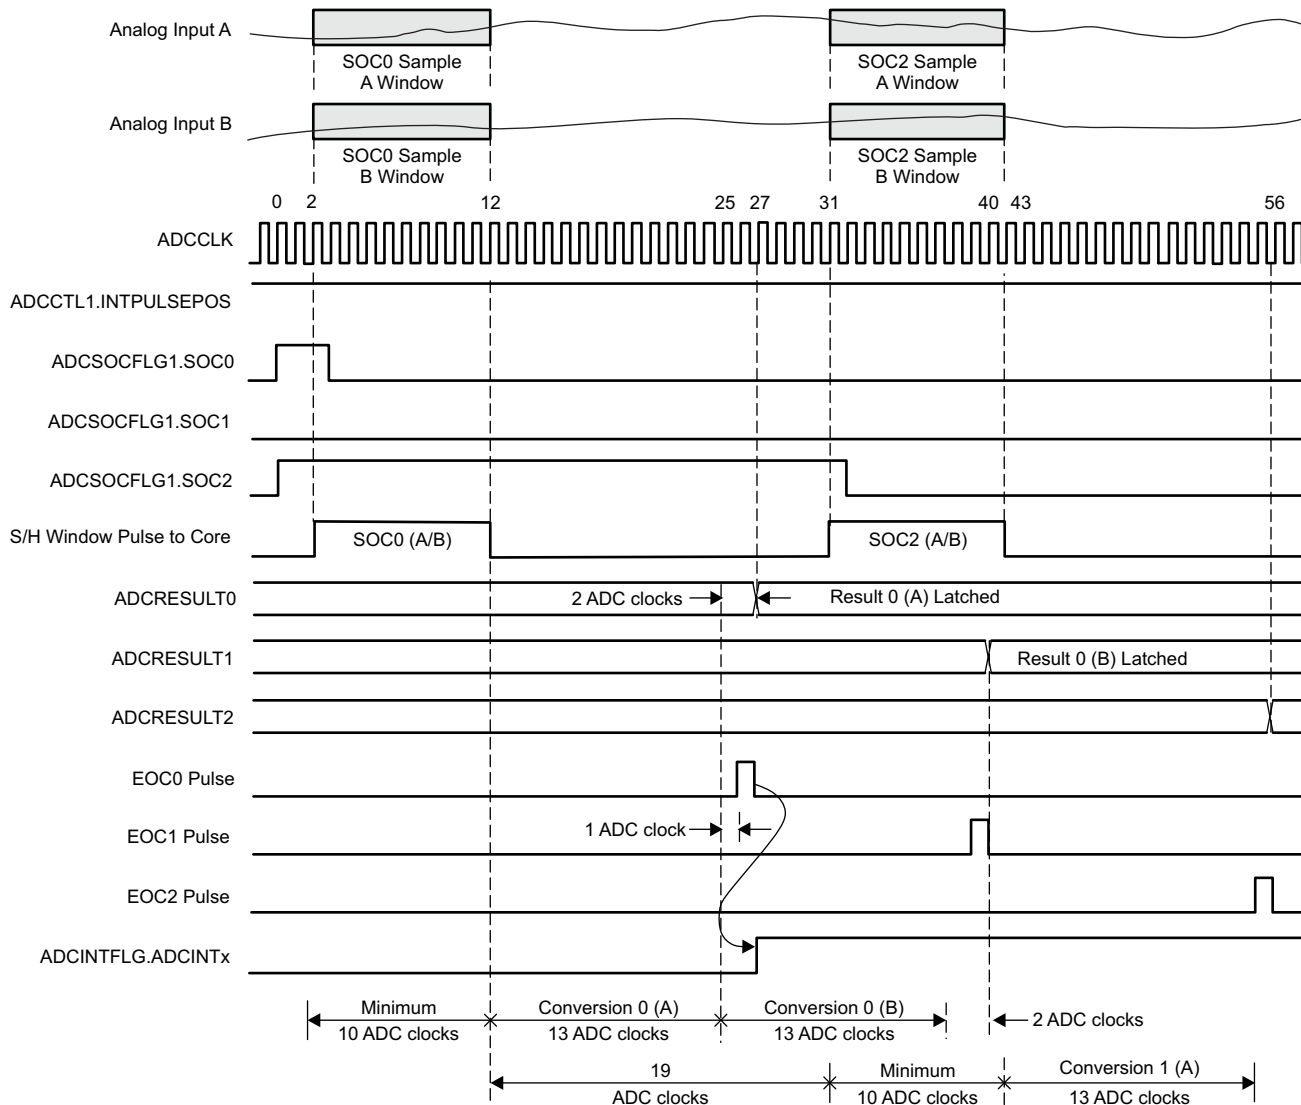 Analog Input A
SOC0 Sample
A Window
SOC2 Sample
A Window
Analog Input B
SOC0 Sample
B Window
SOC2 Sample
B Window
0 2 12 25 27 31 40 43 56
ADCCLK
ADCCTL1.INTPULSEPOS
ADCSOCFLG1.SOC0
ADCSOCFLG1.SOC1
ADCSOCFLG1.SOC2
S/H Window Pulse to Core
SOC0 (A/B)
SOC2 (A/B)
ADCRESULT0
2 ADC clocks
Result 0 (A) Latched
ADCRESULT1
Result 0 (B) Latched
ADCRESULT2
EOC0 Pulse
EOC1 Pulse
1 ADC clock
EOC2 Pulse
ADCINTFLG.ADCINTx
Minimum
10 ADC clocks
Conversion 0 (A)
13 ADC clocks
Conversion 0 (B)
13 ADC clocks
2 ADC clocks
19
ADC clocks
Minimum
10 ADC clocks
Conversion 1 (A)
13 ADC clocks